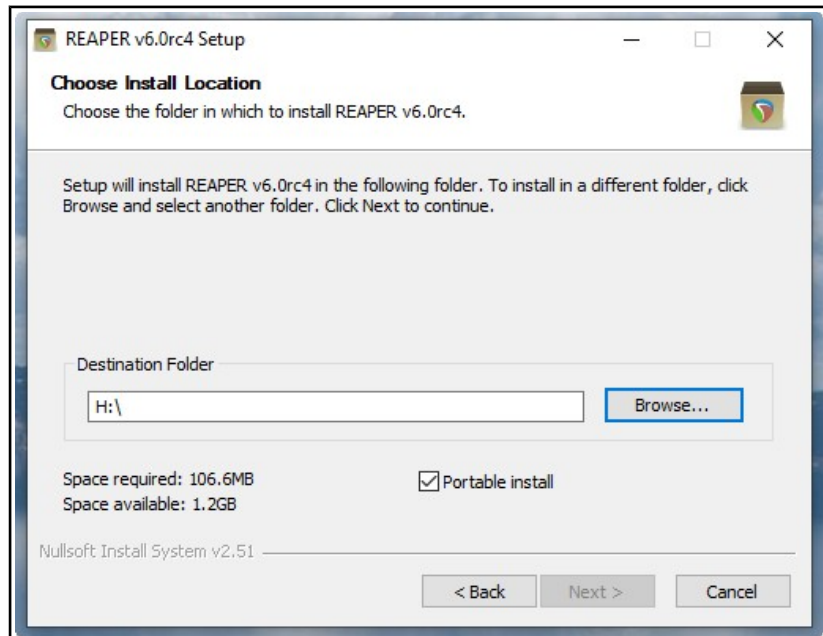 REAPER v6.0rc4 Setup
Choose Install Location
Choose the folder in which to install REAPER v6.0rc4.
Setup will install REAPER v6.0rc4 in the following folder. To install in a different folder, click
Browse and select another folder. Click Next to continue.
Destination Folder
H:\
Browse...
Space required: 106.6MB
Portable install
Space available: 1.2GB
Nullsoft Install System v2.51
< Back
Next >
Cancel